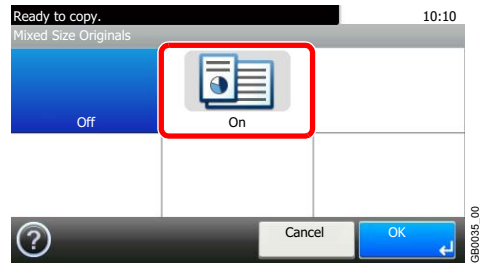 Ready to copy.
10:10
Mixed Size Originals
Off
On
?
Cancel
OK
GB0035_00